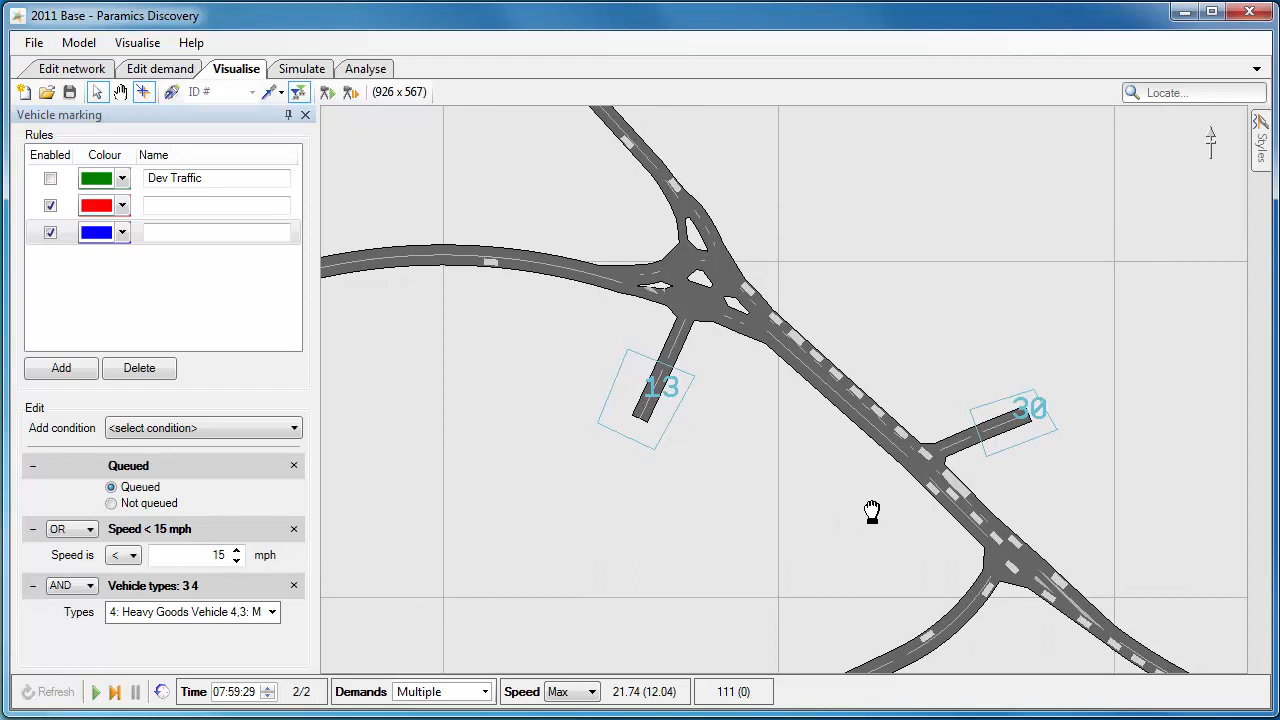 2011 Base - Paramics Discovery
File Model Visualise Help
Edit network Edit demand Visualise Simulate Analyse
ID # (926 x 567) Locate...
Vehicle marking
Styles
Rules
Enabled Colour Name
Dev Traffic
13
30
Add Delete
Edit
Add condition <select condition>
Queued
Queued
Not queued
OR Speed < 15 mph
Speed is < 15 mph
AND Vehicle types: 3 4
Types 4: Heavy Goods Vehicle 4,3: M
Refresh Time 07:59:29 2/2 Demands Multiple Speed Max 21.74 (12.04) 111 (0)